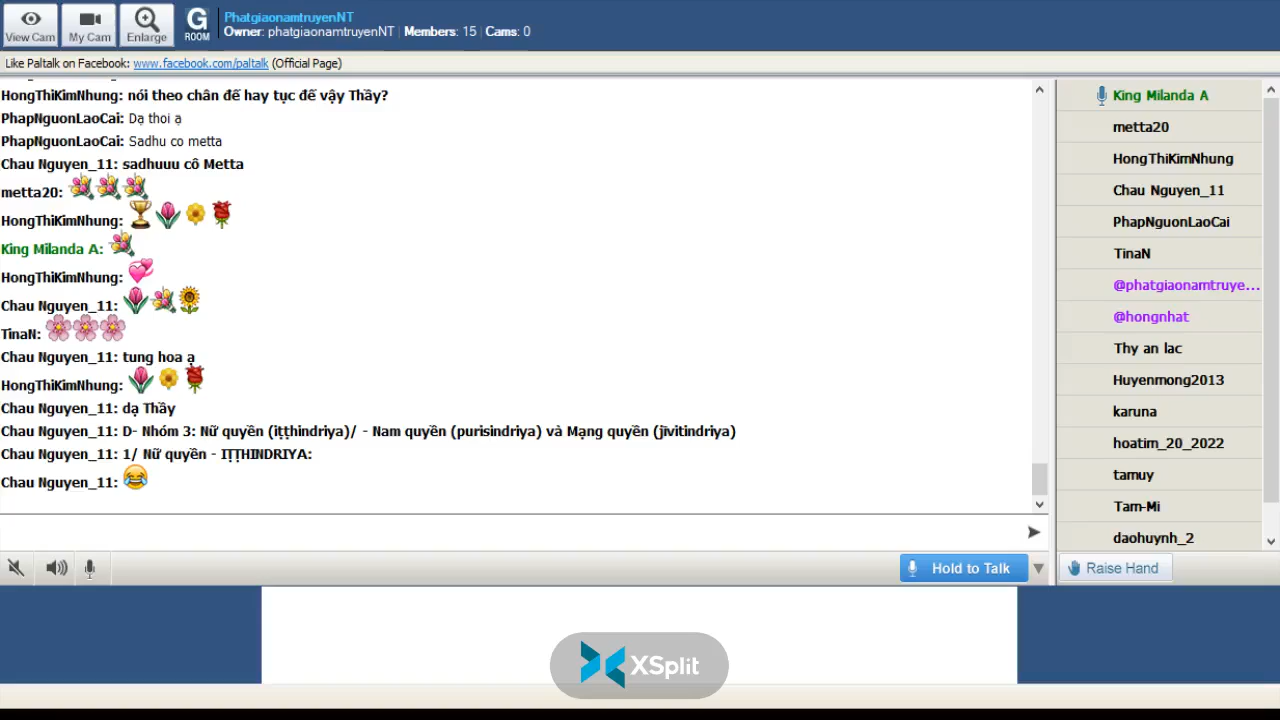 View Cam
My Cam
Enlarge
G
ROOM
PhatgiaonamtruyenNT
Owner: phatgiaonamtruyenNT | Members: 15 | Cams: 0
Like Paltalk on Facebook: www.facebook.com/paltalk (Official Page)
HongThiKimNhung: nói theo chân đế hay tục đế vậy Thầy?
PhapNguonLaoCai: Dạ thoi ạ
PhapNguonLaoCai: Sadhu co metta
Chau Nguyen_11: sadhuuu cô Metta
metta20:
HongThiKimNhung:
King Milanda A:
HongThiKimNhung:
Chau Nguyen_11:
TinaN:
Chau Nguyen_11: tung hoa ạ
HongThiKimNhung:
Chau Nguyen_11: dạ Thầy
Chau Nguyen_11: D- Nhóm 3: Nữ quyền (iṭṭhindriya)/ - Nam quyền (purisindriya) và Mạng quyền (jīvitindriya)
Chau Nguyen_11: 1/ Nữ quyền - IṬṬHINDRIYA:
Chau Nguyen_11:
King Milanda A
metta20
HongThiKimNhung
Chau Nguyen_11
PhapNguonLaoCai
TinaN
@phatgiaonamtruye...
@hongnhat
Thy an lac
Huyenmong2013
karuna
hoatim_20_2022
tamuy
Tam-Mi
daohuynh_2
Hold to Talk
Raise Hand
XSplit